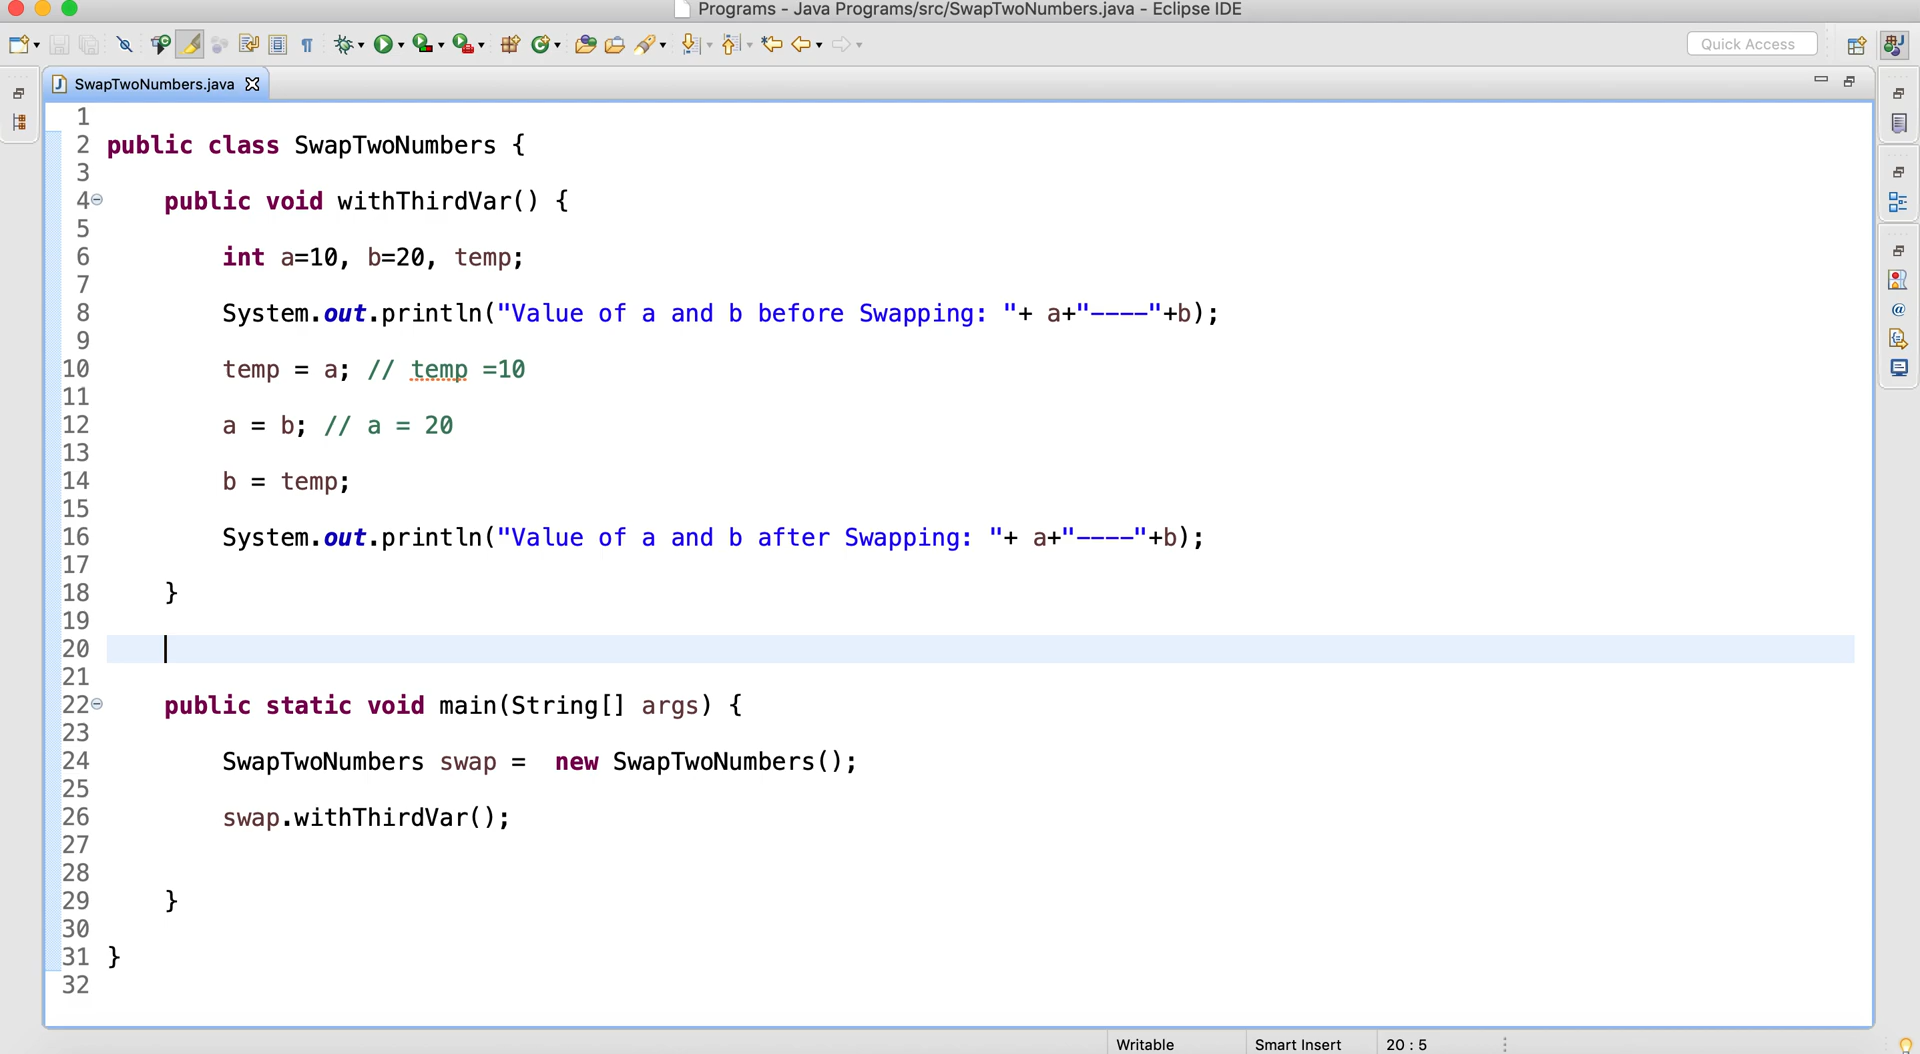 Programs - Java Programs/src/SwapTwoNumbers.java - Eclipse IDE
Quick Access
SwapTwoNumbers.java
1
2 public class SwapTwoNumbers {
3
4 public void withThirdVar() {
5
6 int a=10, b=20, temp;
7
8 System.out.println("Value of a and b before Swapping: "+ a+"----"+b);
9
10 temp = a; // temp =10
11
12 a = b; // a = 20
13
14 b = temp;
15
16 System.out.println("Value of a and b after Swapping: "+ a+"----"+b);
17
18 }
19
20
21
22 public static void main(String[] args) {
23
24 SwapTwoNumbers swap =  new SwapTwoNumbers();
25
26 swap.withThirdVar();
27
28
29 }
30
31 }
32
Writable Smart Insert 20 : 5